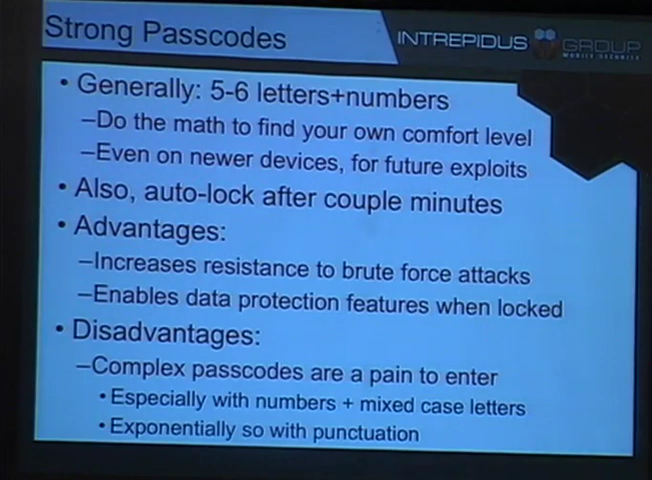 Strong Passcodes
INTREPIDUS GROUP
MOBILE SECURITY
• Generally: 5-6 letters+numbers
–Do the math to find your own comfort level
–Even on newer devices, for future exploits
• Also, auto-lock after couple minutes
• Advantages:
–Increases resistance to brute force attacks
–Enables data protection features when locked
• Disadvantages:
–Complex passcodes are a pain to enter
• Especially with numbers + mixed case letters
• Exponentially so with punctuation